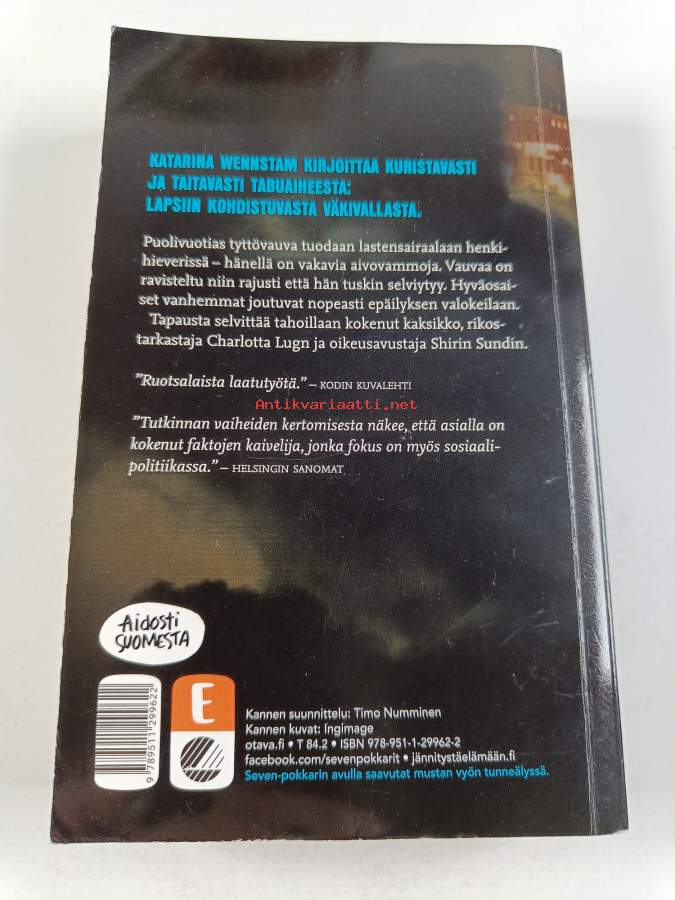 KATARINA WENNSTAM KIRJOITTAA KURISTAVASTI
JA TAITAVASTI TABUAIHEESTA:
LAPSIIN KOHDISTUVASTA VÄKIVALLASTA.
Puolivuotias tyttövauva tuodaan lastensairaalaan henki-
hieverissä – hänellä on vakavia aivovammoja. Vauvaa on
ravisteltu niin rajusti että hän tuskin selviytyy. Hyväosai-
set vanhemmat joutuvat nopeasti epäilyksen valokeilaan.
Tapausta selvittää tahoillaan kokenut kaksikko, rikos-
tarkastaja Charlotta Lugn ja oikeusavustaja Shirin Sundin.
”Ruotsalaista laatutyötä.” – KODIN KUVALEHTI
Antikvariaatti.net
”Tutkinnan vaiheiden kertomisesta näkee, että asialla on
kokenut faktojen kaivelija, jonka fokus on myös sosiaali-
politiikassa.” – HELSINGIN SANOMAT
Aidosti
SUOMESTA
9 789511 299622
E
Kannen suunnittelu: Timo Numminen
Kannen kuvat: Ingimage
otava.fi • T 84.2 • ISBN 978-951-1-29962-2
facebook.com/sevenpokkarit • jännitystäelämään.fi
Seven-pokkarin avulla saavutat mustan vyön tunneälyssä.